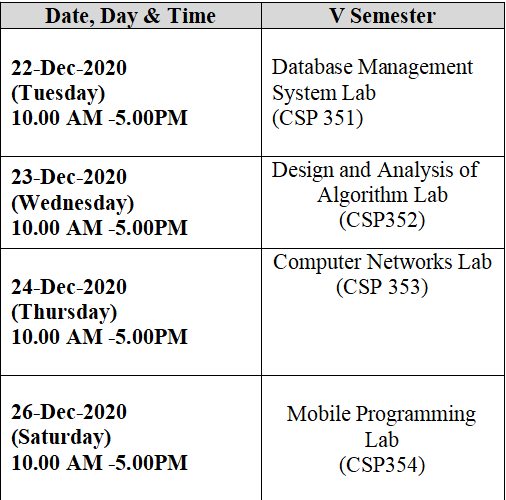 Date, Day & Time V Semester
22-Dec-2020
(Tuesday)
10.00 AM -5.00PM
Database Management
System Lab
(CSP 351)
23-Dec-2020
(Wednesday)
10.00 AM -5.00PM
Design and Analysis of
Algorithm Lab
(CSP352)
24-Dec-2020
(Thursday)
10.00 AM -5.00PM
Computer Networks Lab
(CSP 353)
26-Dec-2020
(Saturday)
10.00 AM -5.00PM
Mobile Programming
Lab
(CSP354)